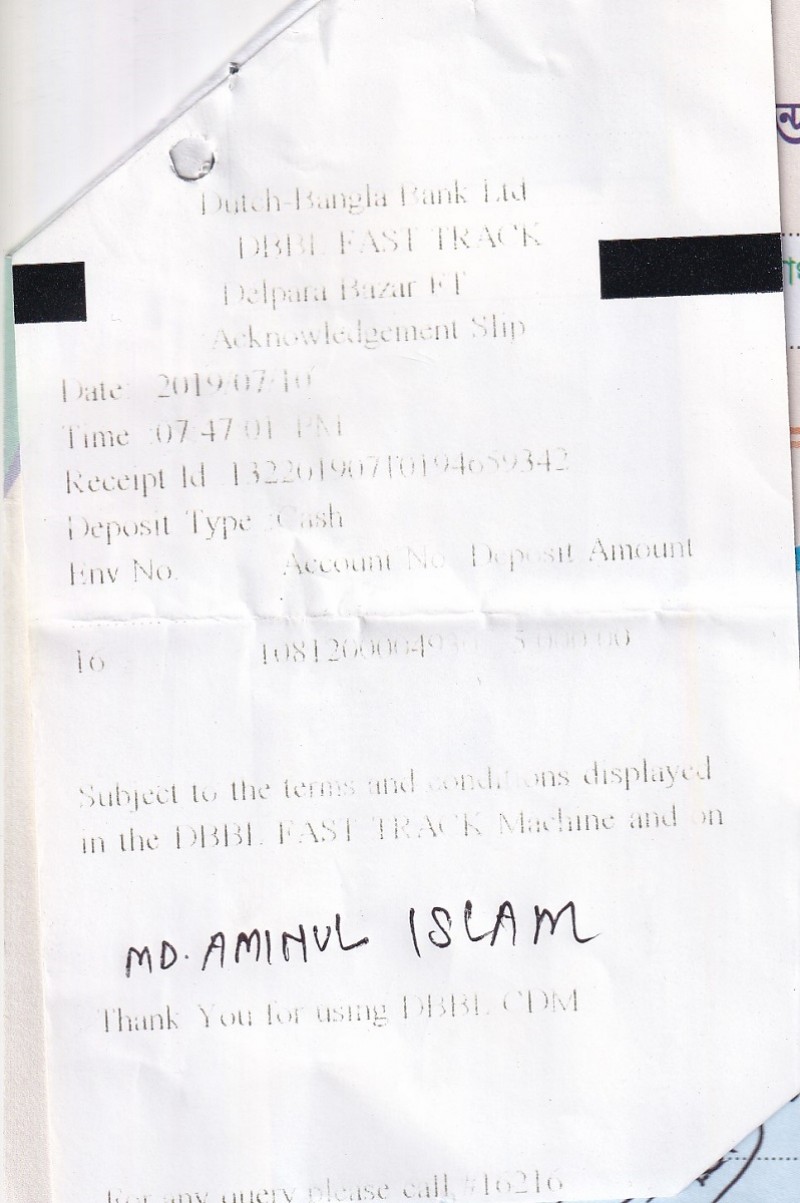 Dutch-Bangla Bank Ltd
DBBL FAST TRACK
Delpara Bazar FT
Acknowledgement Slip
Date: 2019/07/10
Time :07:47:01 PM
Receipt Id 13220190710194659342
Deposit Type :Cash
Env No. Account No Deposit Amount
16 5,000.00
Subject to the terms and conditions displayed
in the DBBL FAST TRACK Machine and on
MD. AMINUL ISLAM
Thank You for using DBBL CDM
For any query please call, #16216